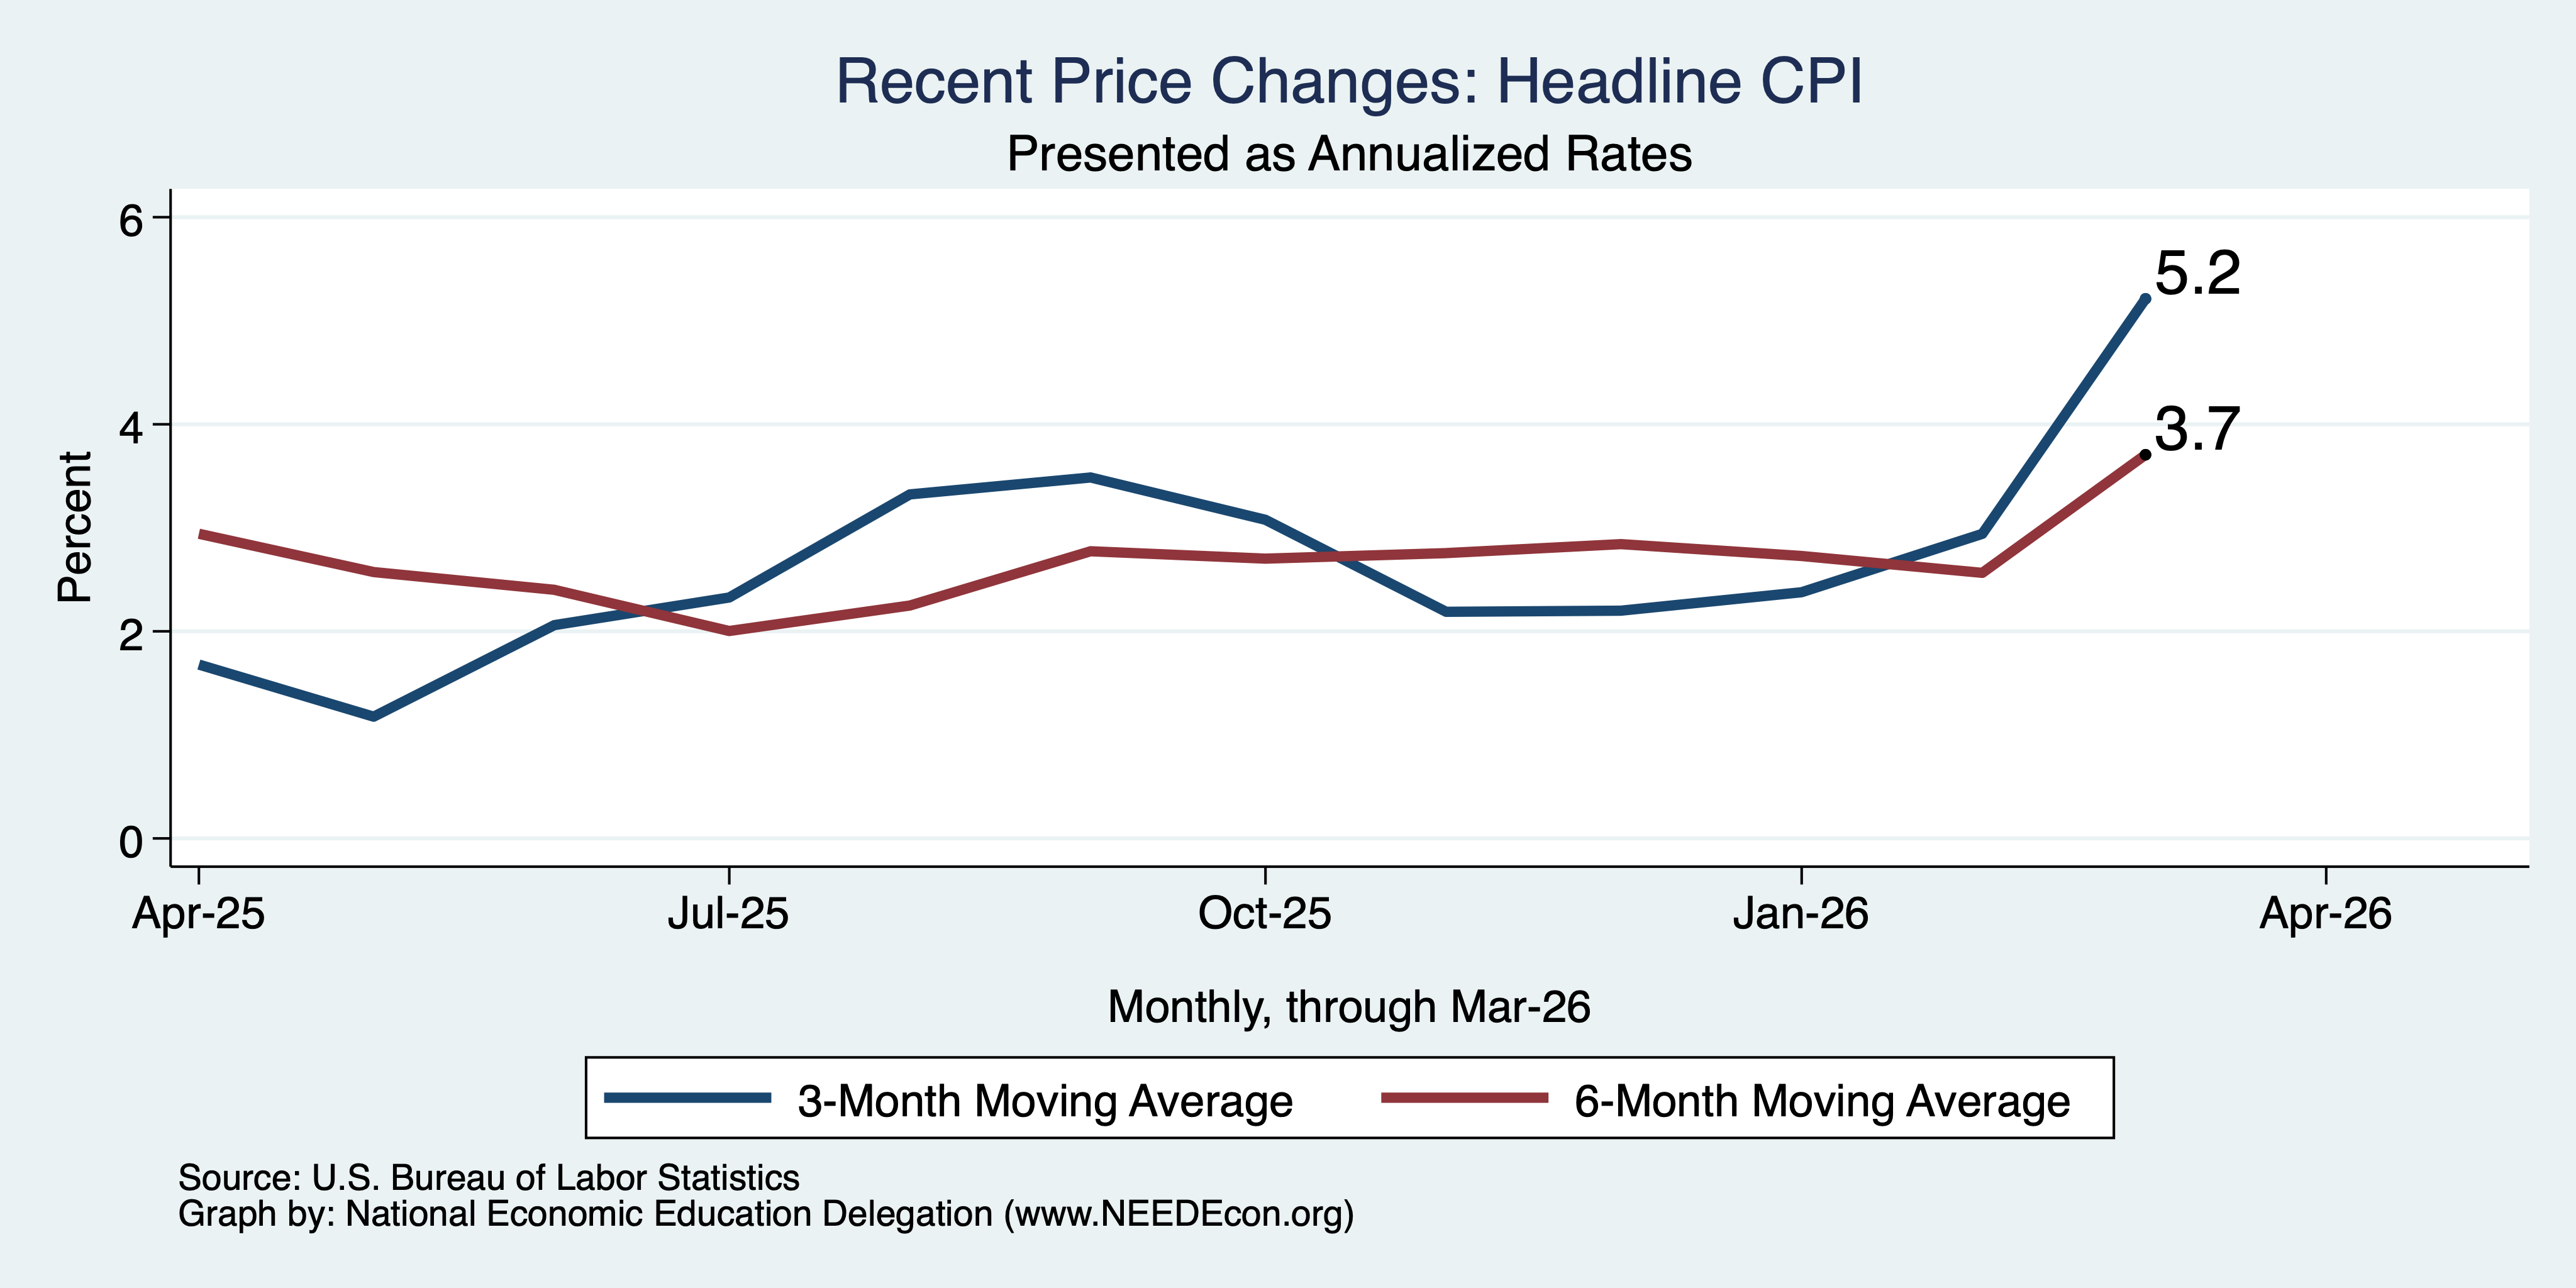 Recent Price Changes: Headline CPI
Presented as Annualized Rates
Percent
6
4
2
0
5.2
3.7
Apr-25 Jul-25 Oct-25 Jan-26 Apr-26
Monthly, through Mar-26
3-Month Moving Average 6-Month Moving Average
Source: U.S. Bureau of Labor Statistics
Graph by: National Economic Education Delegation (www.NEEDEcon.org)